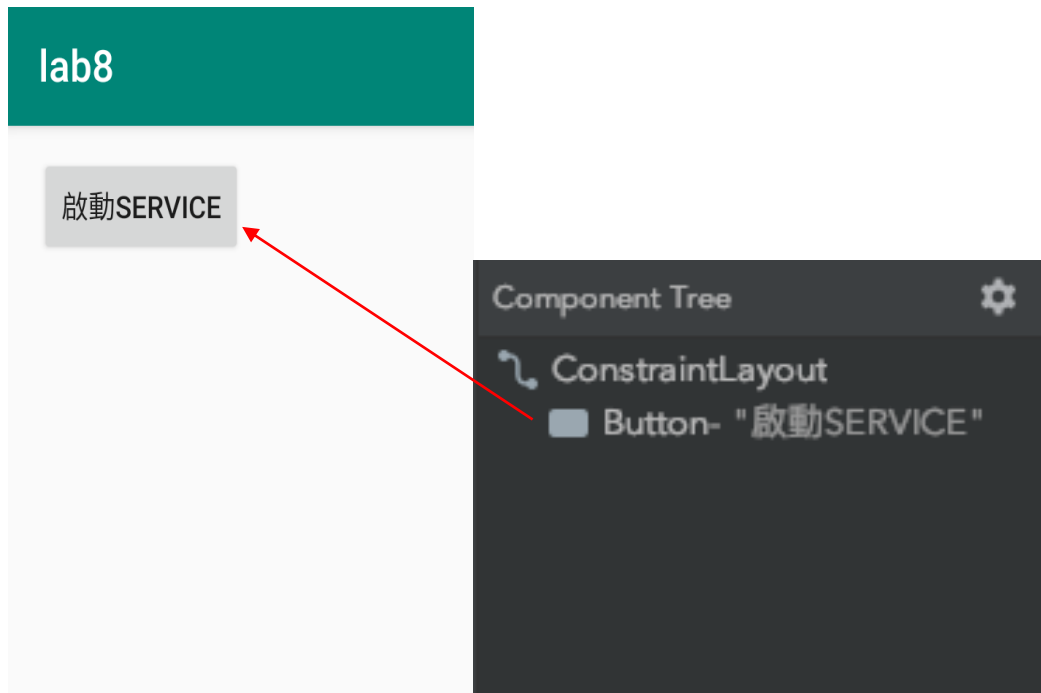 lab8
啟動SERVICE
Component Tree
ConstraintLayout
Button- "啟動SERVICE"